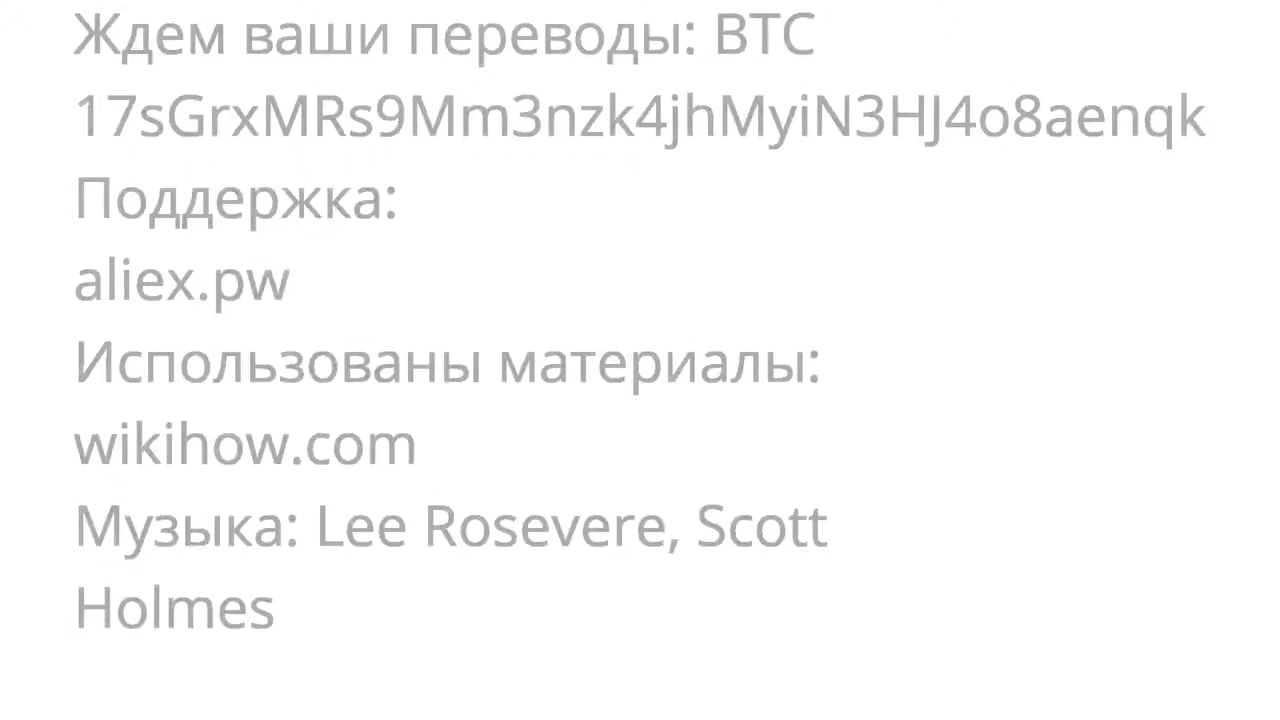 Ждем ваши переводы: BTC
17sGrxMRs9Mm3nzk4jhMyiN3HJ4o8aenqk
Поддержка:
aliex.pw
Использованы материалы:
wikihow.com
Музыка: Lee Rosevere, Scott
Holmes